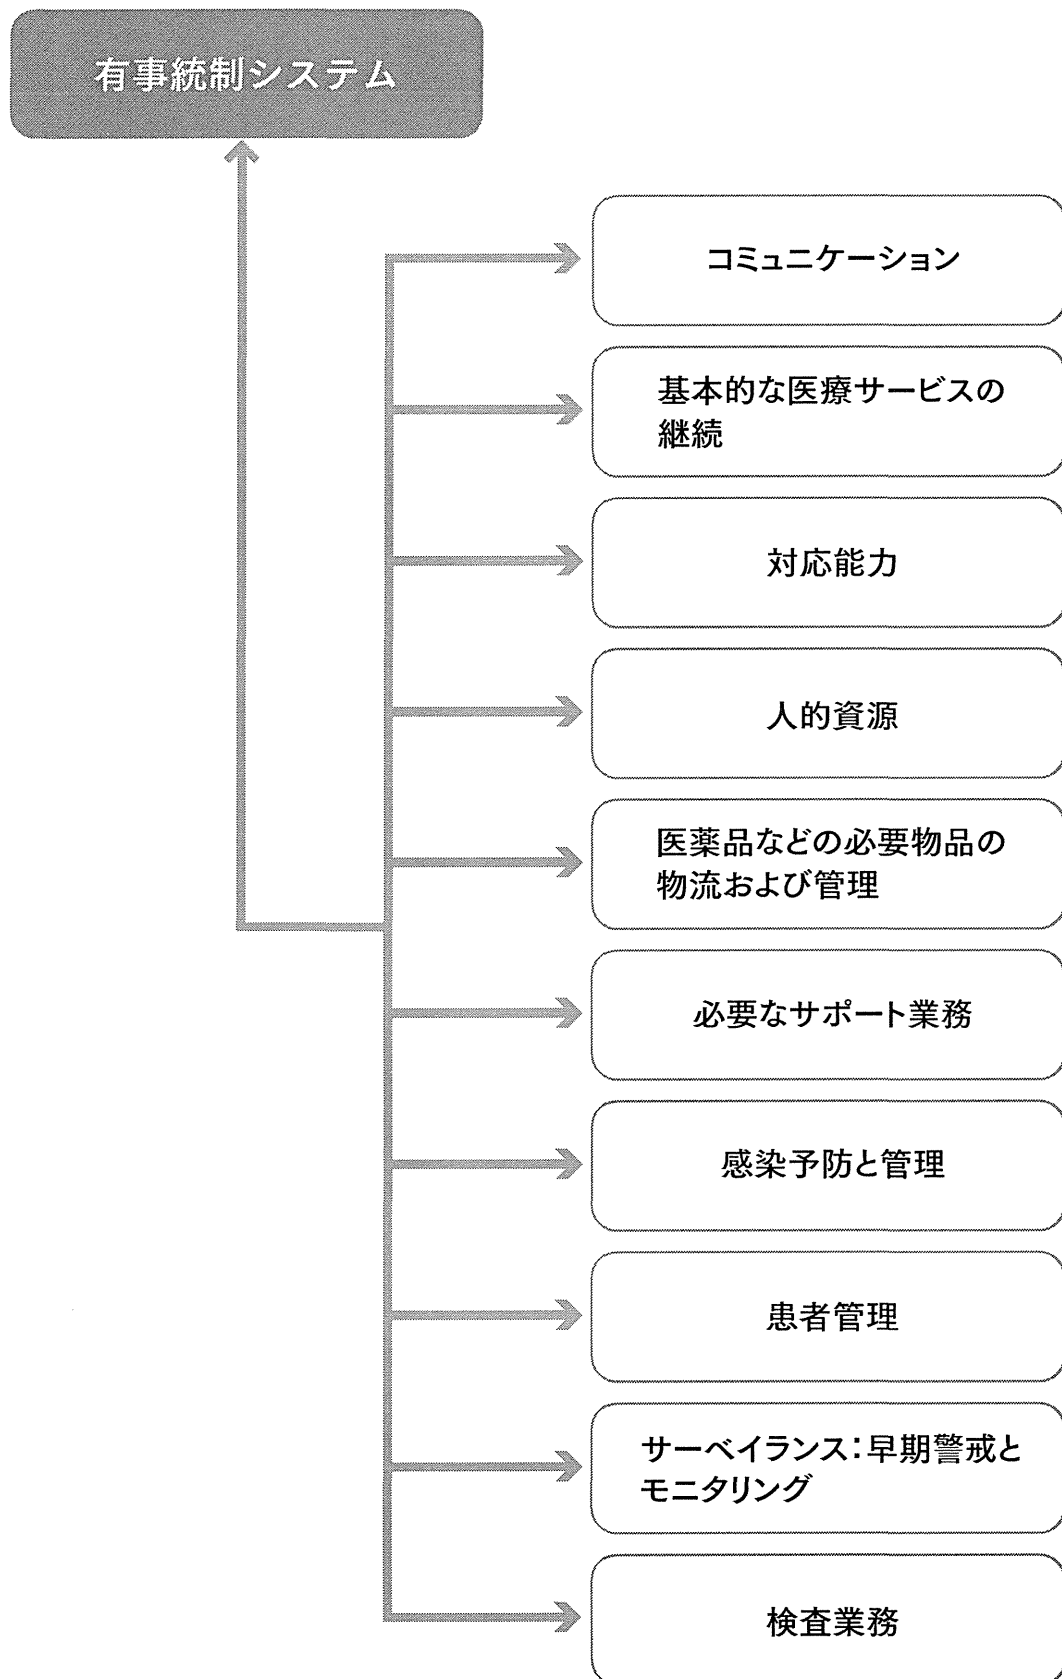 有事統制システム
コミュニケーション
基本的な医療サービスの
継続
対応能力
人的資源
医薬品などの必要物品の
物流および管理
必要なサポート業務
感染予防と管理
患者管理
サーベイランス：早期警戒と
モニタリング
検査業務